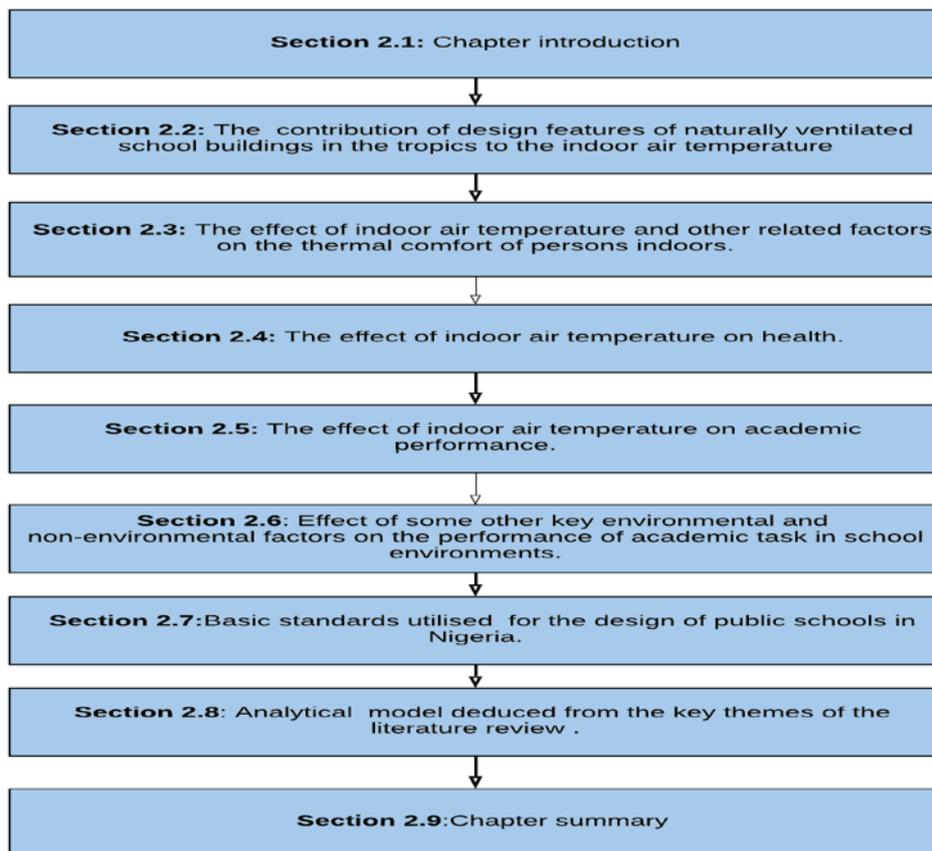 Section 2.1: Chapter introduction
Section 2.2: The contribution of design features of naturally ventilated
school buildings in the tropics to the indoor air temperature
Section 2.3: The effect of indoor air temperature and other related factors
on the thermal comfort of persons indoors.
Section 2.4: The effect of indoor air temperature on health.
Section 2.5: The effect of indoor air temperature on academic
performance.
Section 2.6: Effect of some other key environmental and
non-environmental factors on the performance of academic task in school
environments.
Section 2.7:Basic standards utilised for the design of public schools in
Nigeria.
Section 2.8: Analytical model deduced from the key themes of the
literature review .
Section 2.9:Chapter summary